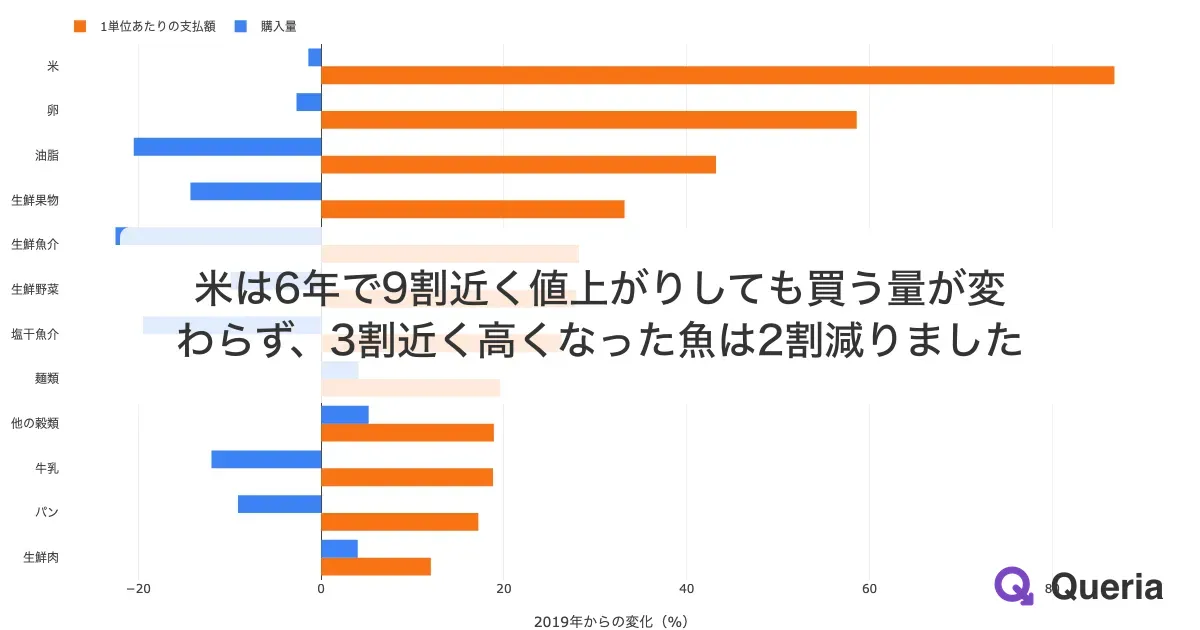 1単位あたりの支払額 購入量
米
卵
油脂
生鮮果物
生鮮魚介
生鮮野菜
塩干魚介
麺類
他の穀類
牛乳
パン
生鮮肉
米は6年で9割近く値上がりしても買う量が変
わらず、3割近く高くなった魚は2割減りました
−20 0 20 40 60 80
2019年からの変化（%）
Queria